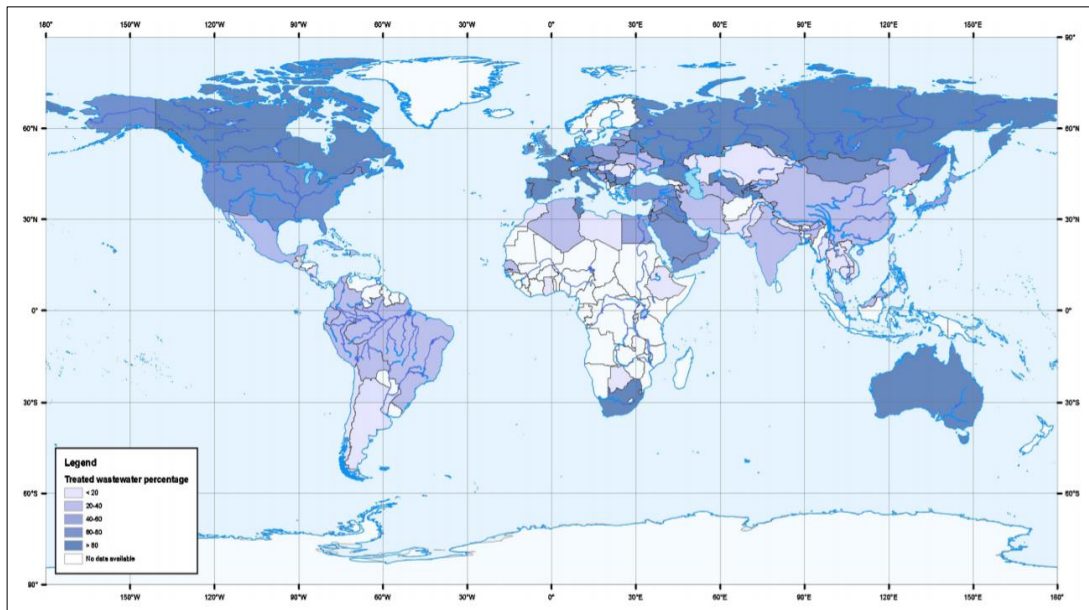 180° 150°W 120°W 90°W 60°W 30°W 0° 30°E 60°E 90°E 120°E 150°E 180
90° 90°
60°N 60°N
30°N 30°N
0° 0°
30°S 30°S
60°S 60°S
90° 90°
Legend
Treated wastewater percentage
< 20
20-40
40-60
60-80
> 80
No data available
150°W 120°W 90°W 60°W 30°W 0° 30°E 60°E 90°E 120°E 150°E 180